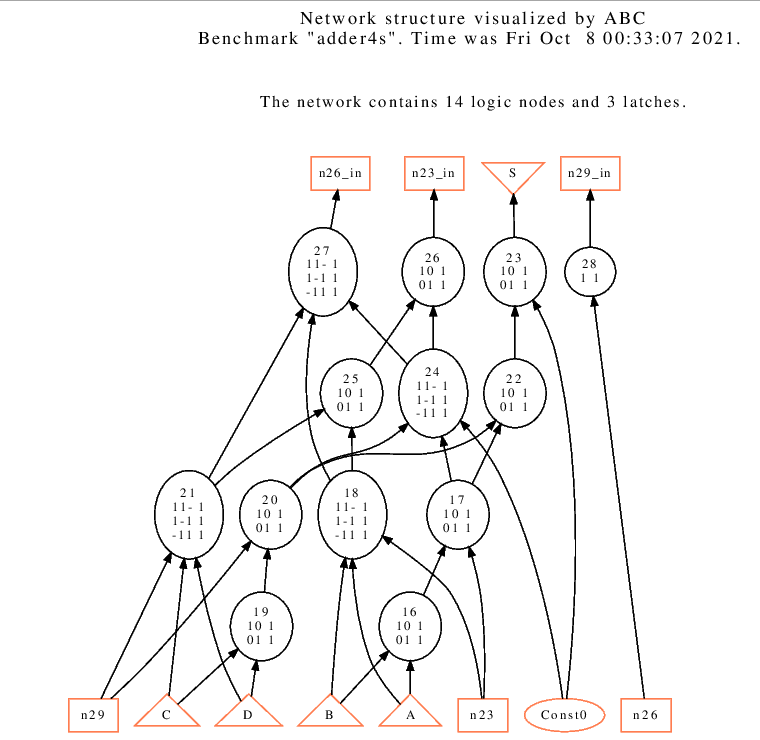 Network structure visualized by ABC
Benchmark "adder4s". Time was Fri Oct  8 00:33:07 2021.
The network contains 14 logic nodes and 3 latches.
n26_in
n23_in
S
n29_in
27
11- 1
1-1 1
-11 1
26
10 1
01 1
23
10 1
01 1
28
1 1
25
10 1
01 1
24
11- 1
1-1 1
-11 1
22
10 1
01 1
21
11- 1
1-1 1
-11 1
20
10 1
01 1
18
11- 1
1-1 1
-11 1
17
10 1
01 1
19
10 1
01 1
16
10 1
01 1
n29
C
D
B
A
n23
Const0
n26